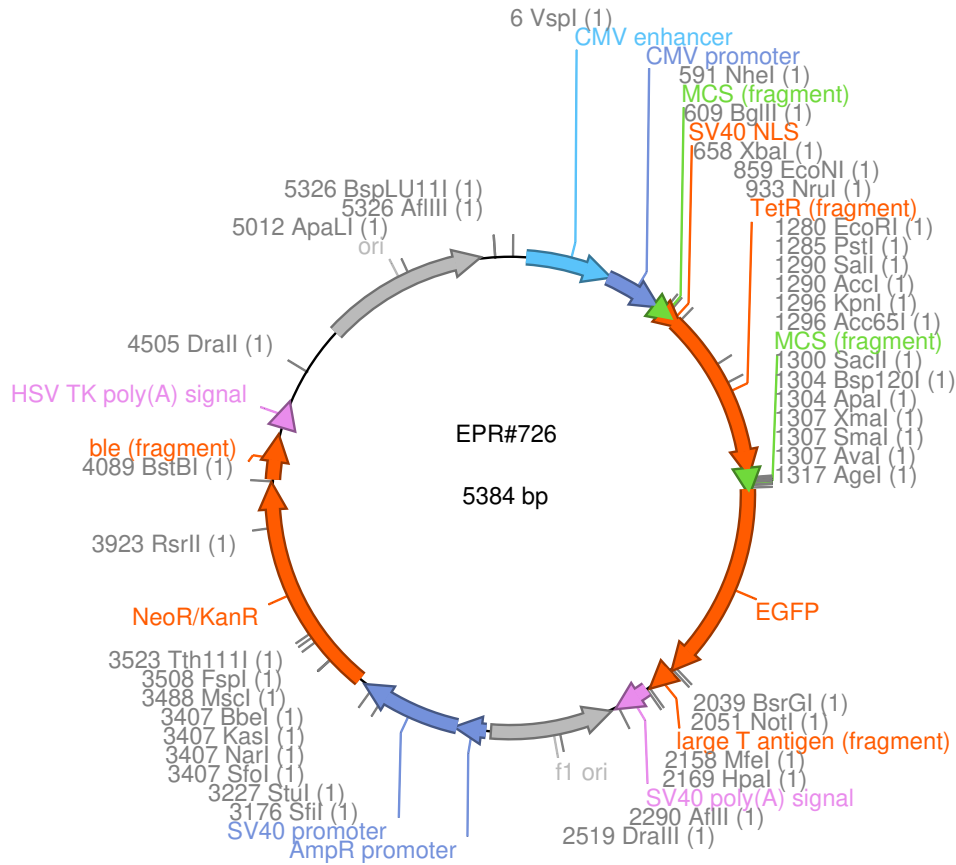 6 VspI (1)
CMV enhancer
CMV promoter
591 NheI (1)
MCS (fragment)
609 BglII (1)
SV40 NLS
658 XbaI (1)
859 EcoNI (1)
933 NruI (1)
TetR (fragment)
1280 EcoRI (1)
1285 PstI (1)
1290 SalI (1)
1290 AccI (1)
1296 KpnI (1)
1296 Acc65I (1)
MCS (fragment)
1300 SacII (1)
1304 Bsp120I (1)
1304 ApaI (1)
1307 XmaI (1)
1307 SmaI (1)
1307 AvaI (1)
1317 AgeI (1)
EGFP
2039 BsrGI (1)
2051 NotI (1)
large T antigen (fragment)
2158 MfeI (1)
2169 HpaI (1)
SV40 poly(A) signal
2290 AflII (1)
2519 DraIII (1)
f1 ori
AmpR promoter
SV40 promoter
3176 SfiI (1)
3227 StuI (1)
3407 SfoI (1)
3407 NarI (1)
3407 KasI (1)
3407 BbeI (1)
3488 MscI (1)
3508 FspI (1)
3523 Tth111I (1)
NeoR/KanR
3923 RsrII (1)
4089 BstBI (1)
ble (fragment)
HSV TK poly(A) signal
4505 DraII (1)
ori
5012 ApaLI (1)
5326 AflIII (1)
5326 BspLU11I (1)
EPR#726
5384 bp